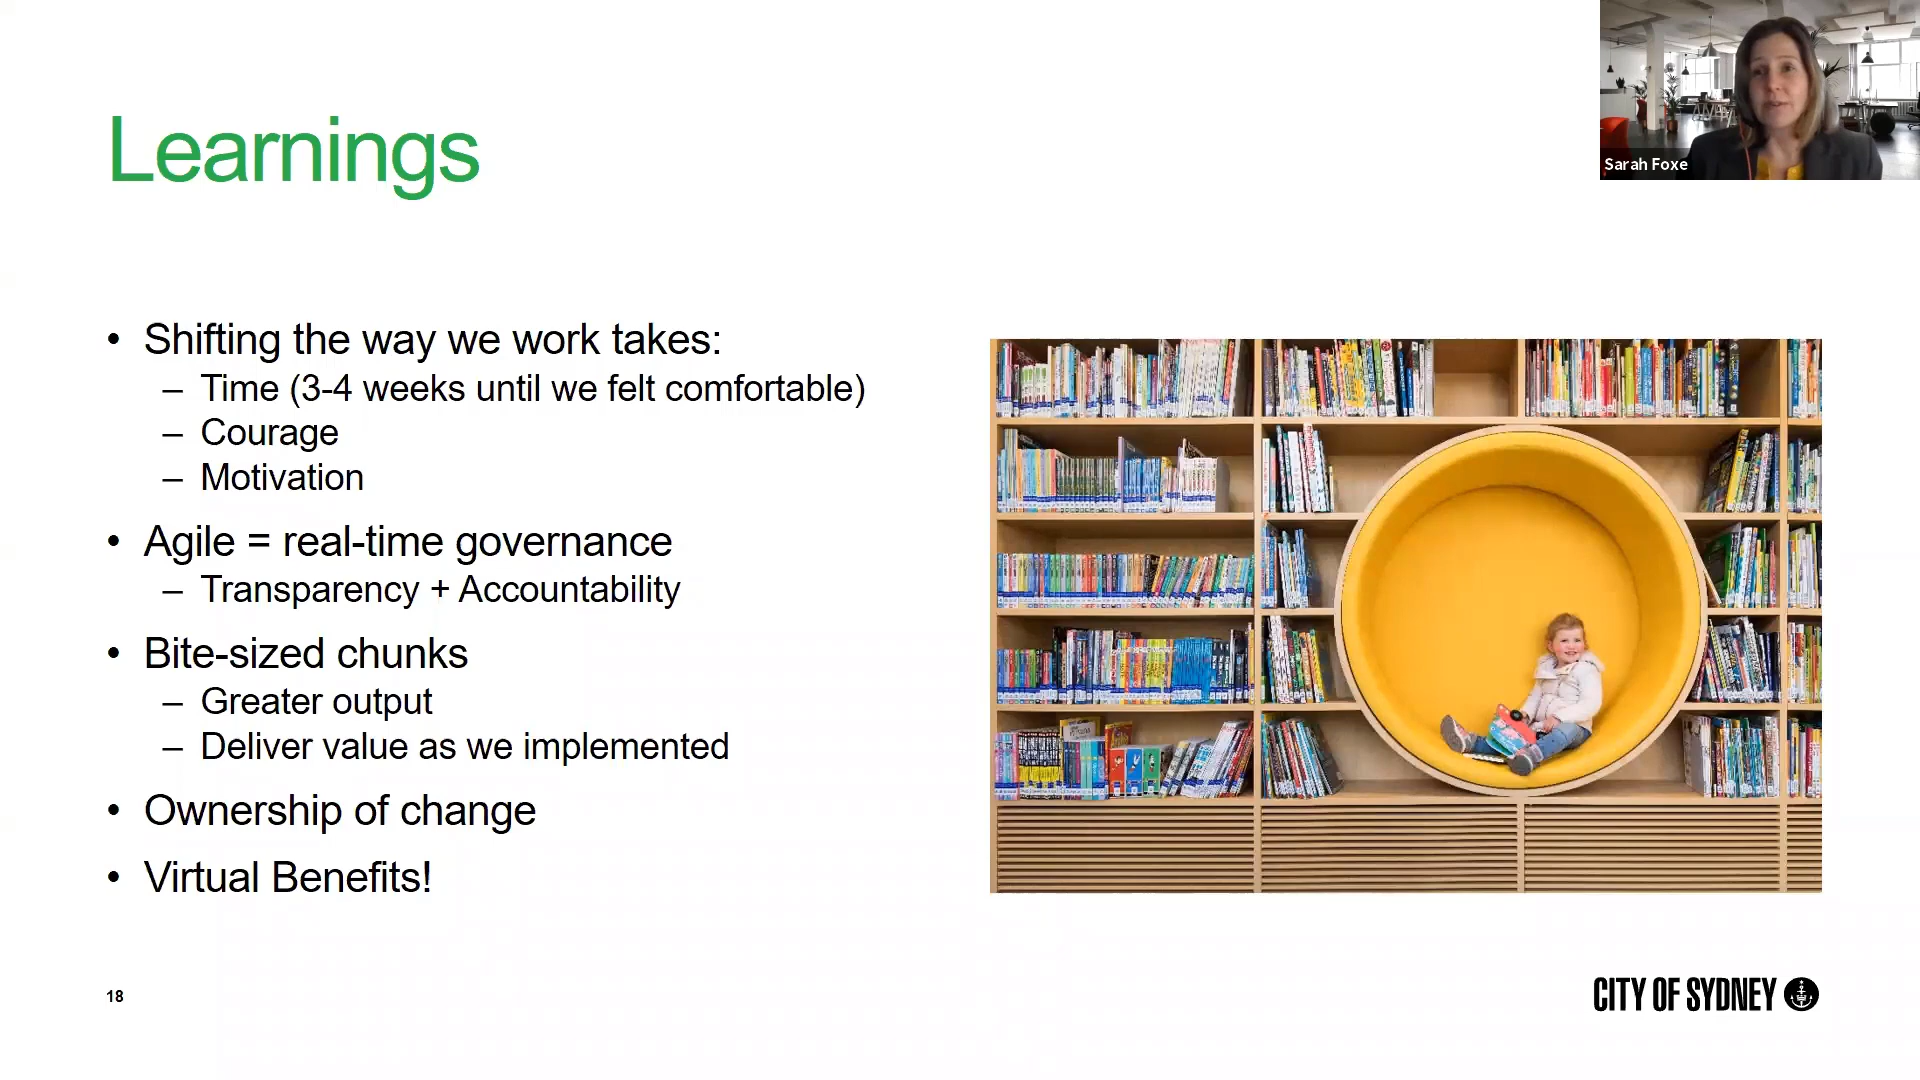 Sarah Foxe
Learnings
• Shifting the way we work takes:
– Time (3-4 weeks until we felt comfortable)
– Courage
– Motivation
• Agile = real-time governance
– Transparency + Accountability
• Bite-sized chunks
– Greater output
– Deliver value as we implemented
• Ownership of change
• Virtual Benefits!
18
CITY OF SYDNEY